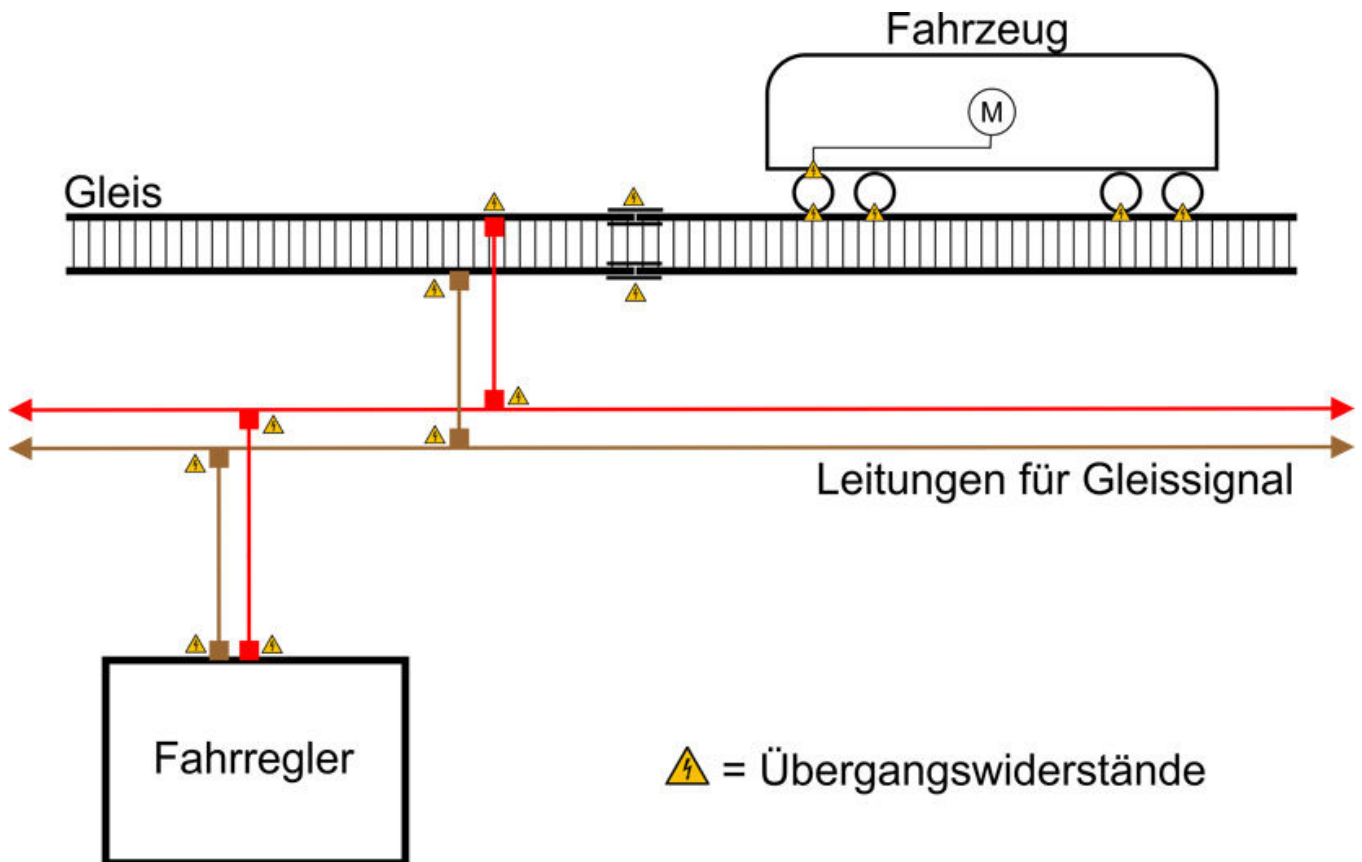 Fahrzeug
M
Gleis
Leitungen für Gleissignal
Fahrregler
= Übergangswiderstände